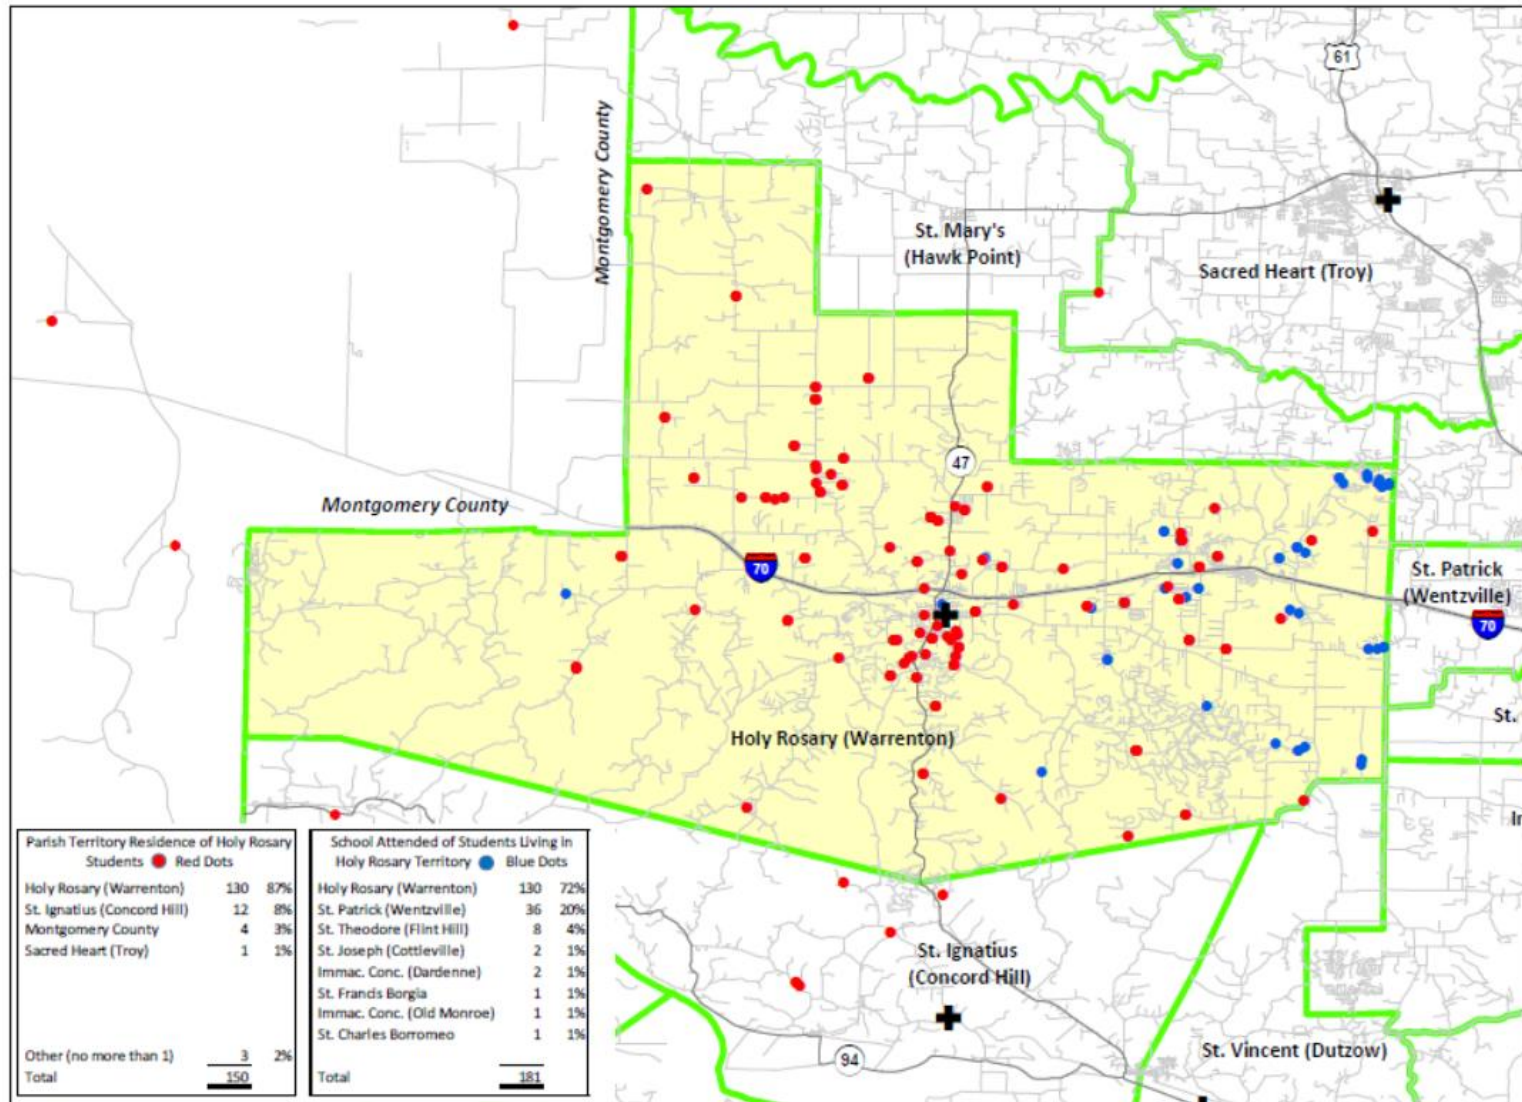 61
Montgomery County
St. Mary's
(Hawk Point)
Sacred Heart (Troy)
47
Montgomery County
70
St. Patrick
(Wentzville)
70
St.
Holy Rosary (Warrenton)
Parish Territory Residence of Holy Rosary
Students Red Dots
Holy Rosary (Warrenton) 130 87%
St. Ignatius (Concord Hill) 12 8%
Montgomery County 4 3%
Sacred Heart (Troy) 1 1%
Other (no more than 1) 3 2%
Total 150
School Attended of Students Living in
Holy Rosary Territory Blue Dots
Holy Rosary (Warrenton) 130 72%
St. Patrick (Wentzville) 36 20%
St. Theodore (Flint Hill) 8 4%
St. Joseph (Cottleville) 2 1%
Immac. Conc. (Dardenne) 2 1%
St. Francis Borgia 1 1%
Immac. Conc. (Old Monroe) 1 1%
St. Charles Borromeo 1 1%
Total 181
St. Ignatius
(Concord Hill)
94
St. Vincent (Dutzow)